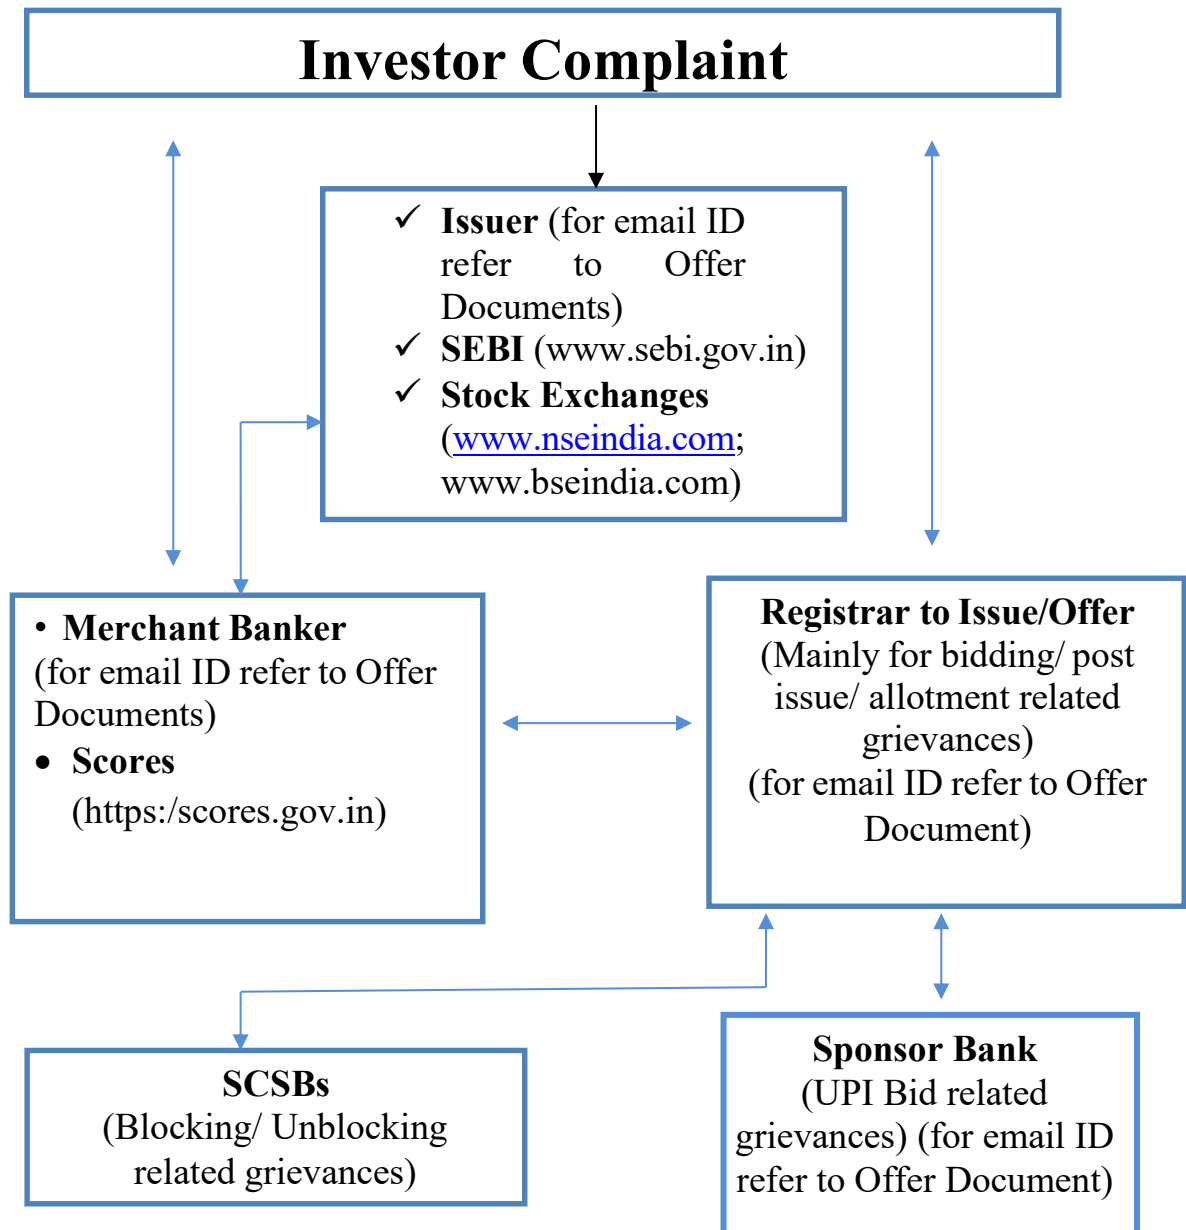 Investor Complaint
✓ Issuer (for email ID
refer to Offer
Documents)
✓ SEBI (www.sebi.gov.in)
✓ Stock Exchanges
(www.nseindia.com;
www.bseindia.com)
• Merchant Banker
(for email ID refer to Offer
Documents)
• Scores
(https:/scores.gov.in)
Registrar to Issue/Offer
(Mainly for bidding/ post
issue/ allotment related
grievances)
(for email ID refer to Offer
Document)
SCSBs
(Blocking/ Unblocking
related grievances)
Sponsor Bank
(UPI Bid related
grievances) (for email ID
refer to Offer Document)